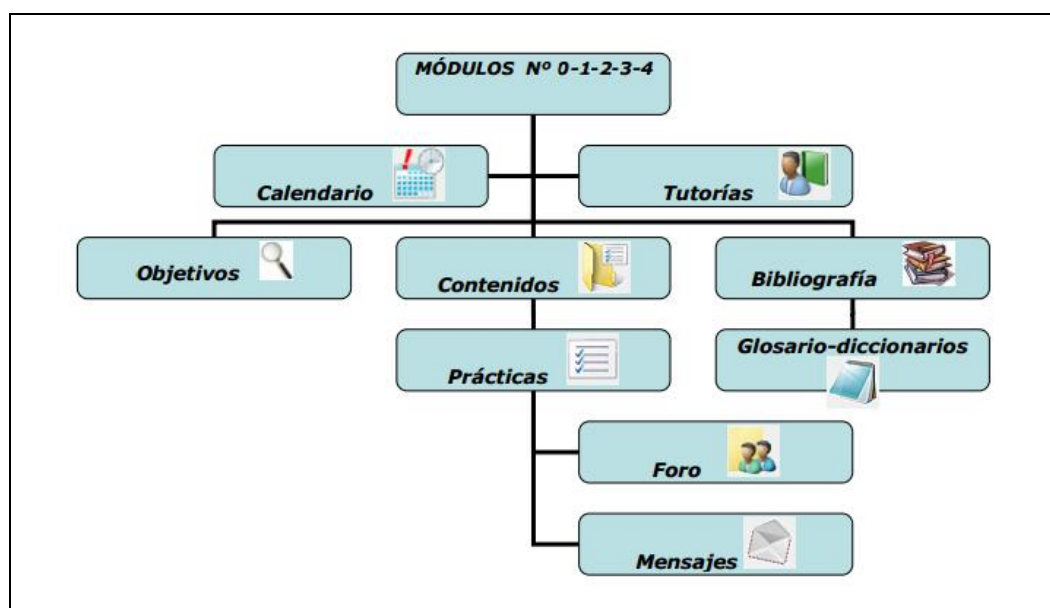 MÓDULOS Nº 0-1-2-3-4
Calendario
Tutorías
Objetivos
Contenidos
Bibliografía
Prácticas
Glosario-diccionarios
Foro
Mensajes